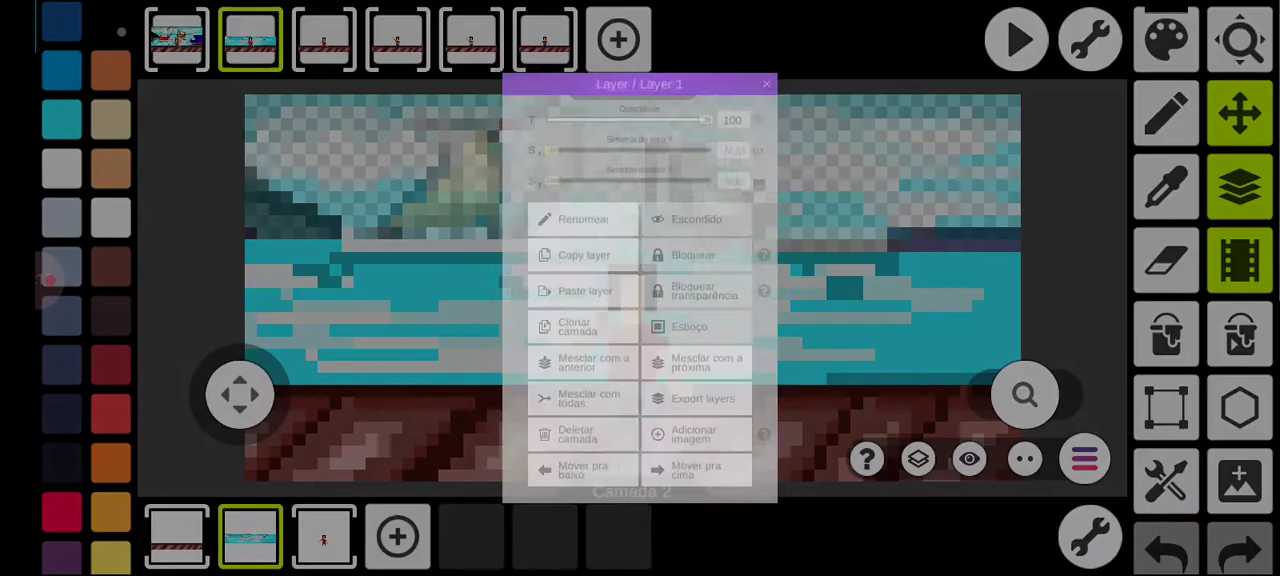 Layer / Layer 1
×
T 100
S x
S y
Renomear
Escondido
Copy layer
Bloquear
?
Paste layer
Bloquear
transparência
?
Clonar
camada
Esboço
Mesclar com a
anterior
Mesclar com a
próxima
Mesclar com
todas
Export layers
Deletar
camada
Adicionar
imagem
?
Mover pra
baixo
Mover pra
cima
Camada 2
?